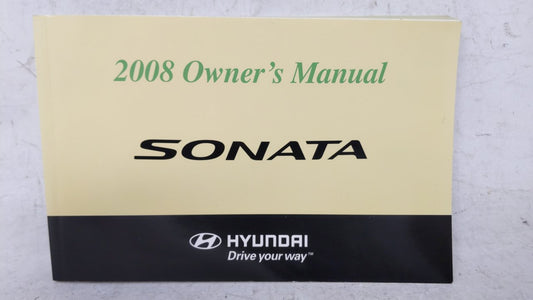 2008 Owner's Manual
SONATA
HYUNDAI
Drive your way™